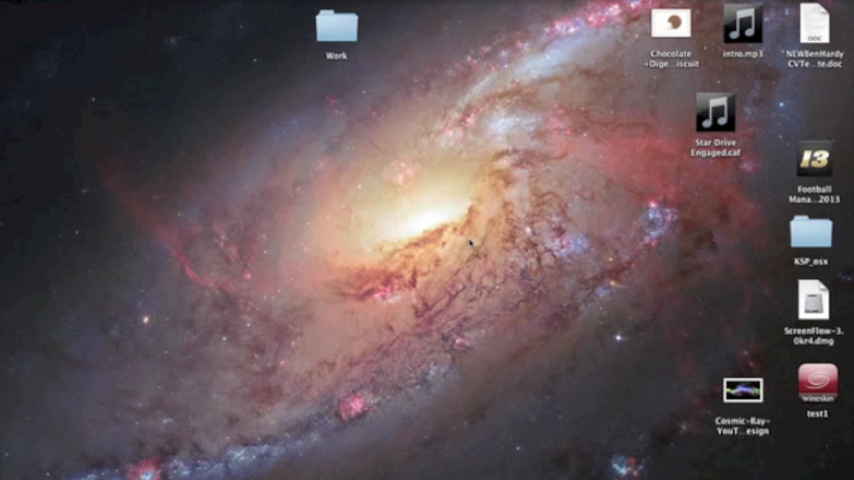 Work
Chocolate
+Dige...iscuit
intro.mp3
NEWBenHardy
CVTe...te.doc
Star Drive
Engaged.caf
13
Football
Mana...2013
KSP_osx
ScreenFlow-3.
0kr4.dmg
wineskin
test1
Cosmic-Ray-
YouT...esign
DOC